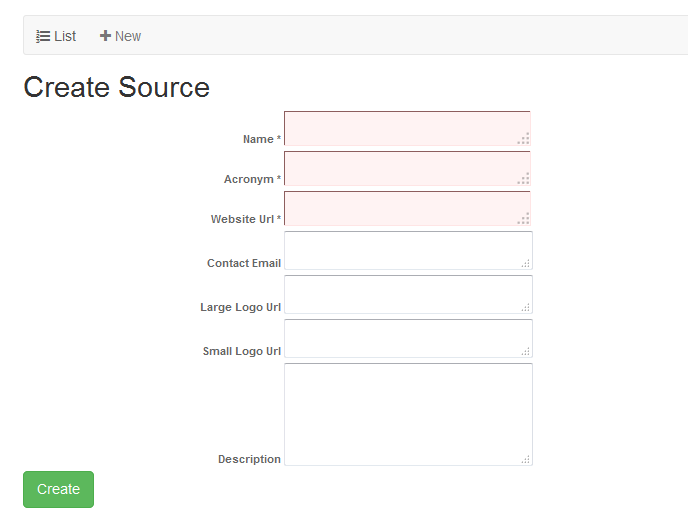 List New
Create Source
Name *
Acronym *
Website Url *
Contact Email
Large Logo Url
Small Logo Url
Description
Create